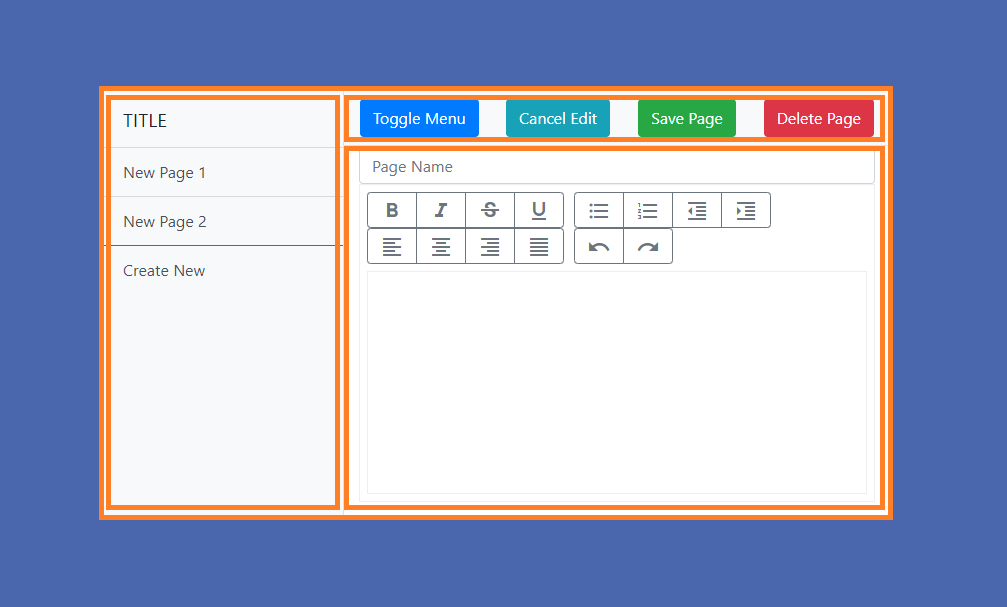 TITLE
New Page 1
New Page 2
Create New
Toggle Menu Cancel Edit Save Page Delete Page
Page Name
B I S U